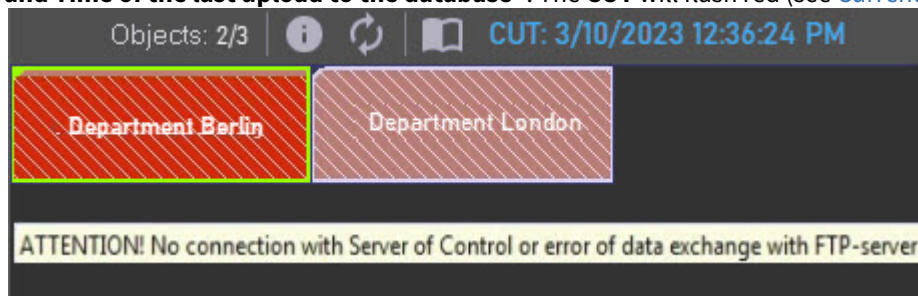 and Time of the last upload to the database". The CUT will flash red (see Current
Objects: 2/3 CUT: 3/10/2023 12:36:24 PM
Department Berlin Department London
ATTENTION! No connection with Server of Control or error of data exchange with FTP-server